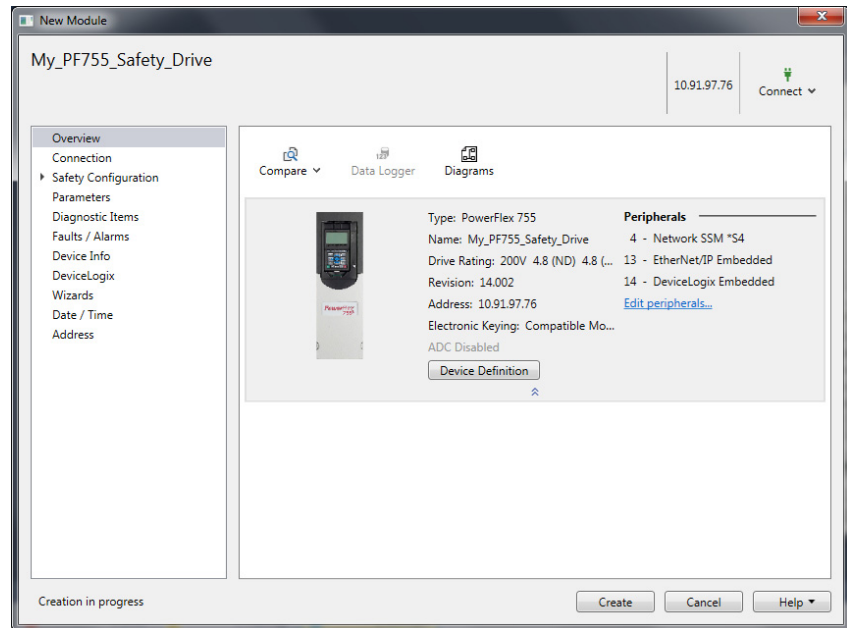 New Module
My_PF755_Safety_Drive
10.91.97.76
Connect
Overview
Connection
Safety Configuration
Parameters
Diagnostic Items
Faults / Alarms
Device Info
DeviceLogix
Wizards
Date / Time
Address
Compare
Data Logger
Diagrams
Type: PowerFlex 755
Name: My_PF755_Safety_Drive
Drive Rating: 200V 4.8 (ND) 4.8 (...
Revision: 14.002
Address: 10.91.97.76
Electronic Keying: Compatible Mo...
ADC Disabled
Device Definition
Peripherals
4 - Network SSM *S4
13 - EtherNet/IP Embedded
14 - DeviceLogix Embedded
Edit peripherals...
Creation in progress
Create
Cancel
Help